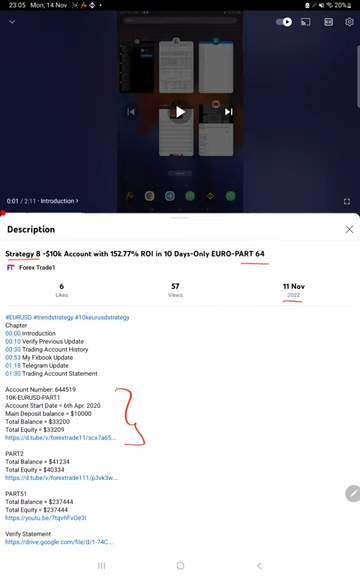 23:05 Mon, 14 Nov
20%
0:01 / 2:11 · Introduction >
Description
Strategy 8 -$10k Account with 152.77% ROI in 10 Days-Only EURO-PART 64
Forex Trade1
6
Likes
57
Views
11 Nov
2022
#EURUSD #trendstrategy #10keurusdstrategy
Chapter
00:00 Introduction
00:10 Verify Previous Update
00:30 Trading Account History
00:53 My Fxbook Update
01:18 Telegram Update
01:30 Trading Account Statement
Account Number: 644519
10K-EURUSD-PART1
Account Start Date = 6th Apr. 2020
Main Deposit balance = $10000
Total Balance = $33200
Total Equity = $33209
https://d.tube/v/forextrade11/scx7a65...
PART2
Total Balance = $41234
Total Equity = $40334
https://d.tube/v/forextrade111/p3vk3w...
PART51
Total Balance = $237444
Total Equity = $237444
https://youtu.be/7tqvhFvOe3I
Verify Statement
https://drive.google.com/file/d/1-74C...